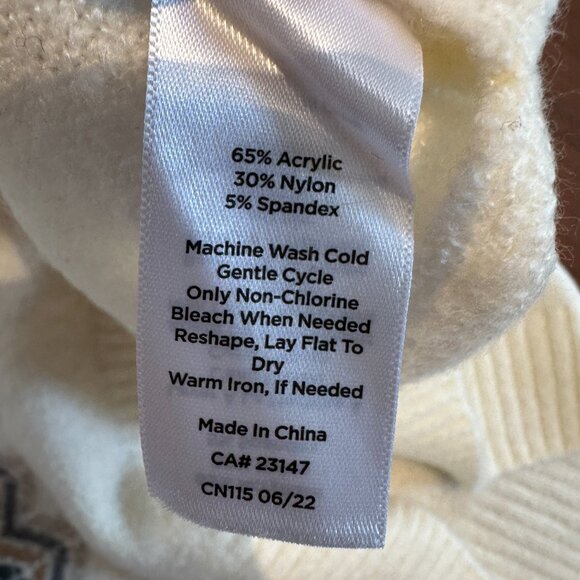 65% Acrylic
30% Nylon
5% Spandex
Machine Wash Cold
Gentle Cycle
Only Non-Chlorine
Bleach When Needed
Reshape, Lay Flat To
Dry
Warm Iron, If Needed
Made In China
CA# 23147
CN115 06/22